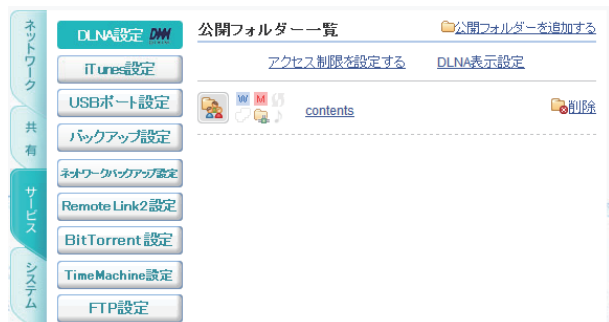 ネットワーク
共有
サービス
システム
DLNA設定
iTunes設定
USBポート設定
バックアップ設定
ネットワークバックアップ設定
Remote Link2設定
BitTorrent設定
TimeMachine設定
FTP設定
公開フォルダー一覧
公開フォルダーを追加する
アクセス制限を設定する
DLNA表示設定
W M
contents
削除